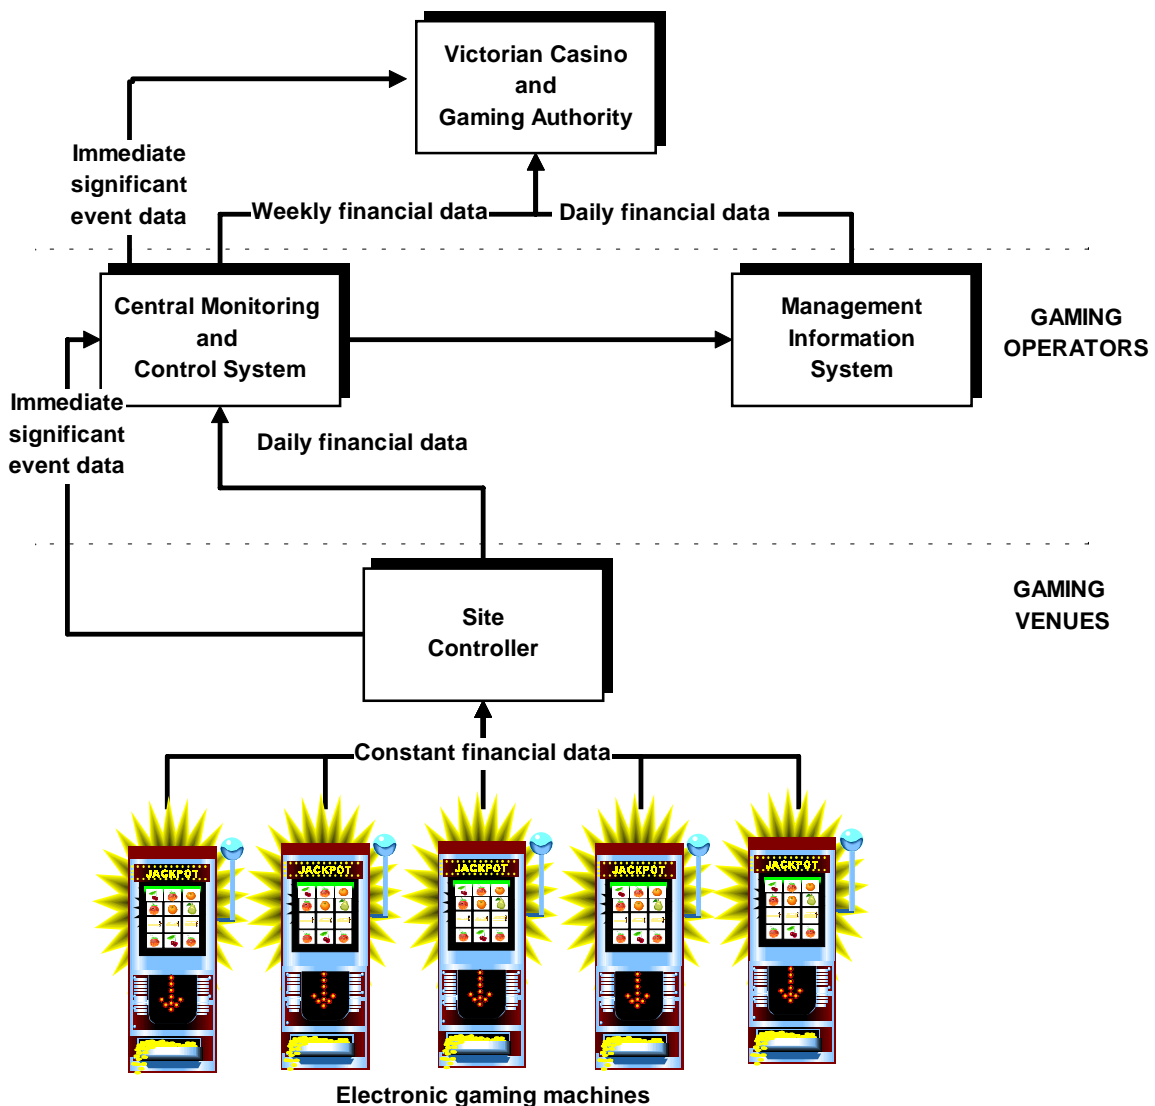 Victorian Casino
and
Gaming Authority
Immediate
significant
event data
Weekly financial data
Daily financial data
Central Monitoring
and
Control System
Management
Information
System
GAMING
OPERATORS
Immediate
significant
event data
Daily financial data
Site
Controller
GAMING
VENUES
Constant financial data
JACKPOT
JACKPOT
JACKPOT
JACKPOT
JACKPOT
Electronic gaming machines